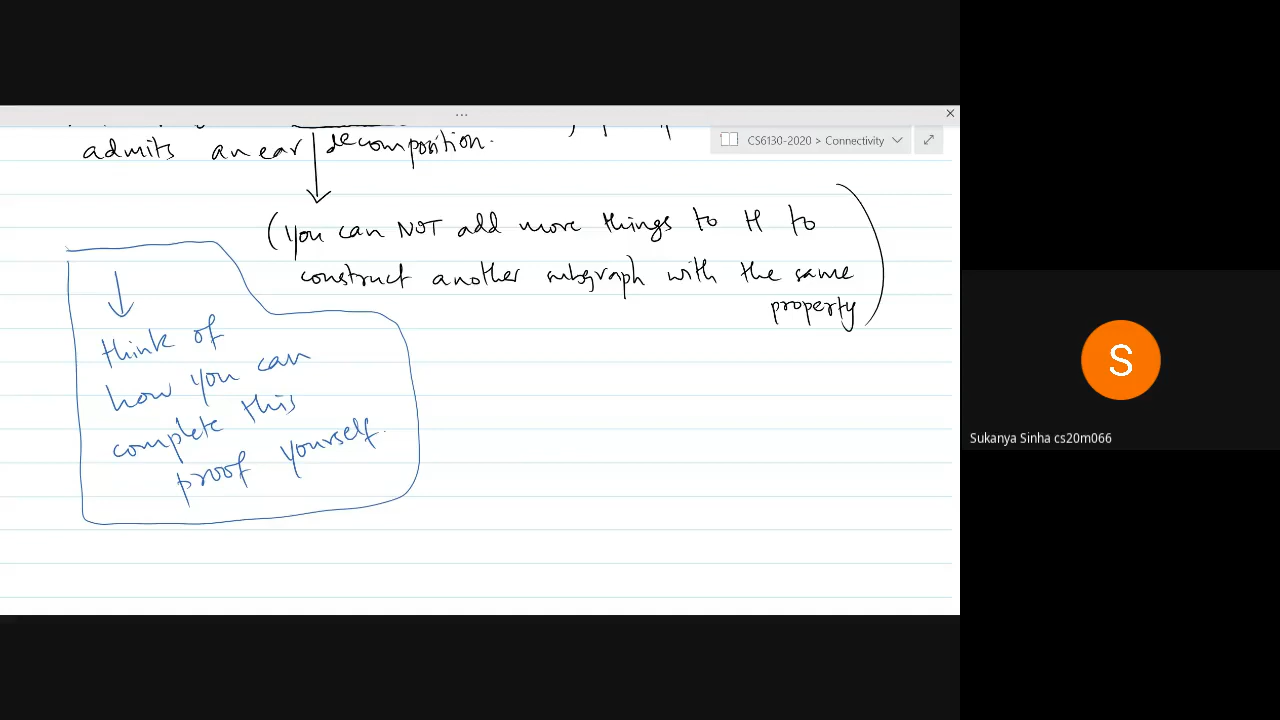 CS6130-2020 > Connectivity
admits an ear decomposition.
(you can NOT add more things to H to
construct another subgraph with the same
property)
think of
how you can
complete this
proof yourself.
S
Sukanya Sinha cs20m066